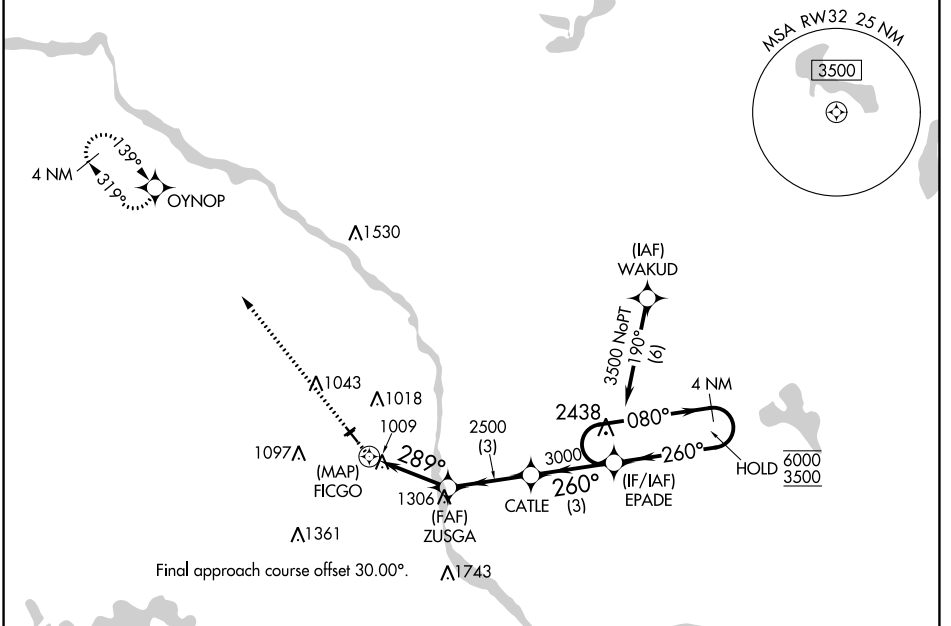 MSA RW32 25 NM
3500
139°
4 NM
319°
OYNOP
1530
(IAF)
WAKUD
3500 NoPT
190°
(6)
1043
1018
4 NM
2438
080°
1009
2500
(3)
1097
289°
3000
260°
HOLD
6000
3500
(MAP)
FICGO
260°
(3)
(IF/IAF)
EPADE
1306
CATLE
(FAF)
ZUSGA
1361
Final approach course offset 30.00°.
1743